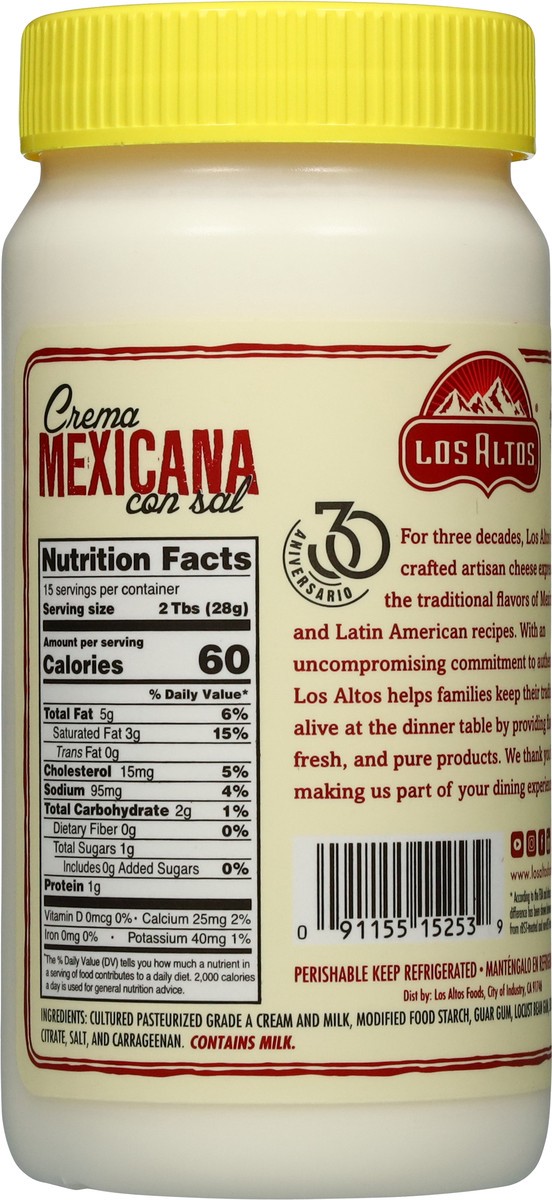 Crema
MEXICANA
con sal
LOS ALTOS
30
ANIVERSARIO
Nutrition Facts
15 servings per container
Serving size 2 Tbs (28g)
Amount per serving
Calories 60
% Daily Value*
Total Fat 5g 6%
Saturated Fat 3g 15%
Trans Fat 0g
Cholesterol 15mg 5%
Sodium 95mg 4%
Total Carbohydrate 2g 1%
Dietary Fiber 0g 0%
Total Sugars 1g
Includes 0g Added Sugars 0%
Protein 1g
Vitamin D 0mcg 0% · Calcium 25mg 2%
Iron 0mg 0% · Potassium 40mg 1%
*The % Daily Value (DV) tells you how much a nutrient in
a serving of food contributes to a daily diet. 2,000 calories
a day is used for general nutrition advice.
For three decades, Los Altos
crafted artisan cheese
the traditional flavors of
and Latin American recipes. With an
uncompromising commitment to
Los Altos helps families keep their
alive at the dinner table by providing
fresh, and pure products. We thank you
making us part of your dining
0 91155 15253 9
PERISHABLE KEEP REFRIGERATED • MANTÉNGALO EN
Dist by: Los Altos Foods, City of Industry, CA 91746
INGREDIENTS: CULTURED PASTEURIZED GRADE A CREAM AND MILK, MODIFIED FOOD STARCH, GUAR GUM, LOCUST BEAN
CITRATE, SALT, AND CARRAGEENAN. CONTAINS MILK.